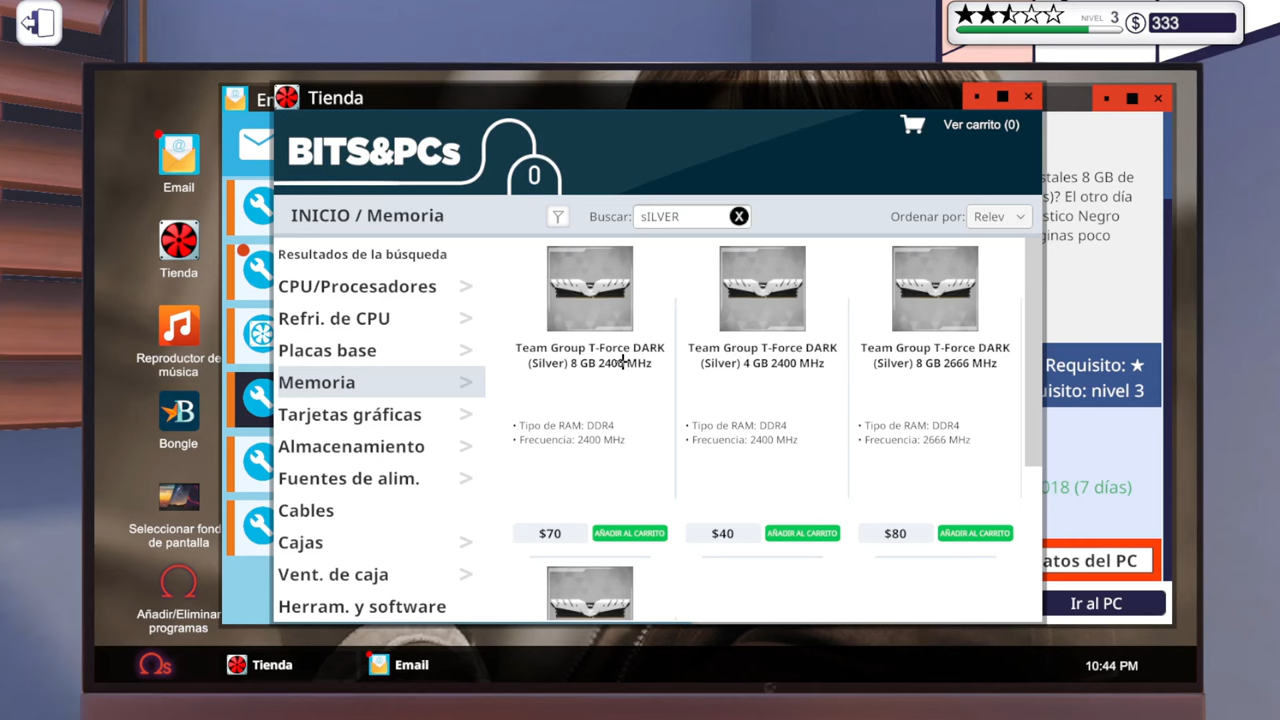 NIVEL 3 $ 333
En Tienda
BITS&PCs
Ver carrito (0)
INICIO / Memoria
Buscar: sILVER X
Ordenar por: Relev
Resultados de la búsqueda
CPU/Procesadores >
Refri. de CPU >
Placas base >
Memoria >
Tarjetas gráficas >
Almacenamiento >
Fuentes de alim. >
Cables
Cajas >
Vent. de caja >
Herram. y software
Team Group T-Force DARK
(Silver) 8 GB 2400 MHz
• Tipo de RAM: DDR4
• Frecuencia: 2400 MHz
$70 AÑADIR AL CARRITO
Team Group T-Force DARK
(Silver) 4 GB 2400 MHz
• Tipo de RAM: DDR4
• Frecuencia: 2400 MHz
$40 AÑADIR AL CARRITO
Team Group T-Force DARK
(Silver) 8 GB 2666 MHz
• Tipo de RAM: DDR4
• Frecuencia: 2666 MHz
$80 AÑADIR AL CARRITO
stales 8 GB de
s)? El otro día
stico Negro
ginas poco
Requisito: ★
uisito: nivel 3
018 (7 días)
atos del PC
Ir al PC
Email
Tienda
Reproductor de
música
Bongle
Seleccionar fond
de pantalla
Añadir/Eliminar
programas
Ωs Tienda Email 10:44 PM